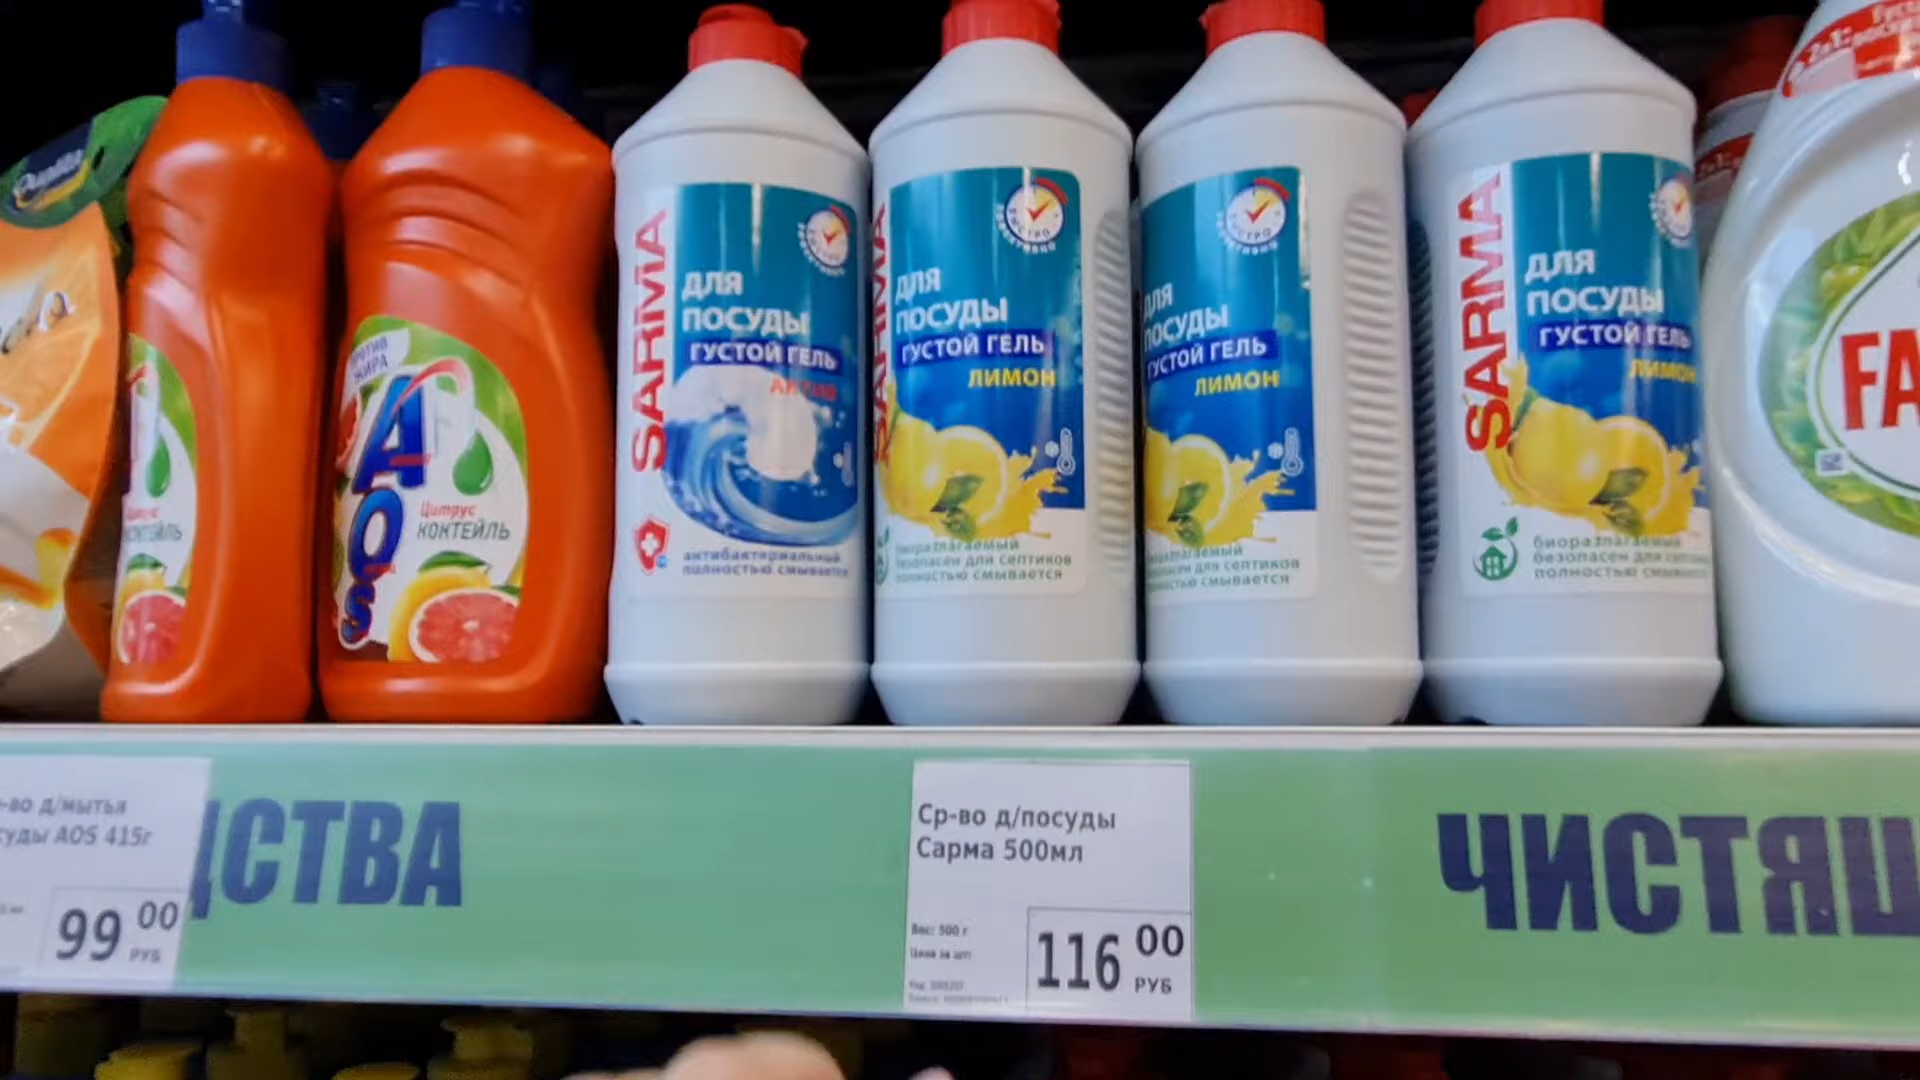 AOS
Цитрус
КОКТЕЙЛЬ
ПРОТИВ
ЖИРА
SARMA
ДЛЯ
ПОСУДЫ
ГУСТОЙ ГЕЛЬ
АКТИВ
антибактериальный
полностью смывается
SARMA
ДЛЯ
ПОСУДЫ
ГУСТОЙ ГЕЛЬ
ЛИМОН
биоразлагаемый
безопасен для септиков
полностью смывается
ДЛЯ
ПОСУДЫ
ГУСТОЙ ГЕЛЬ
ЛИМОН
биоразлагаемый
безопасен для септиков
полностью смывается
SARMA
ДЛЯ
ПОСУДЫ
ГУСТОЙ ГЕЛЬ
ЛИМОН
биоразлагаемый
безопасен для септиков
полностью смывается
FA
-во д/мытья
суды AOS 415г
99 00
РУБ
ДСТВА
Ср-во д/посуды
Сарма 500мл
Вес: 500 г
Цена за шт
116 00
РУБ
ЧИСТЯЩ